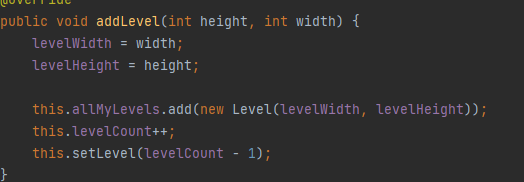 @Override
public void addLevel(int height, int width) {
levelWidth = width;
levelHeight = height;
this.allMyLevels.add(new Level(levelWidth, levelHeight));
this.levelCount++;
this.setLevel(levelCount - 1);
}